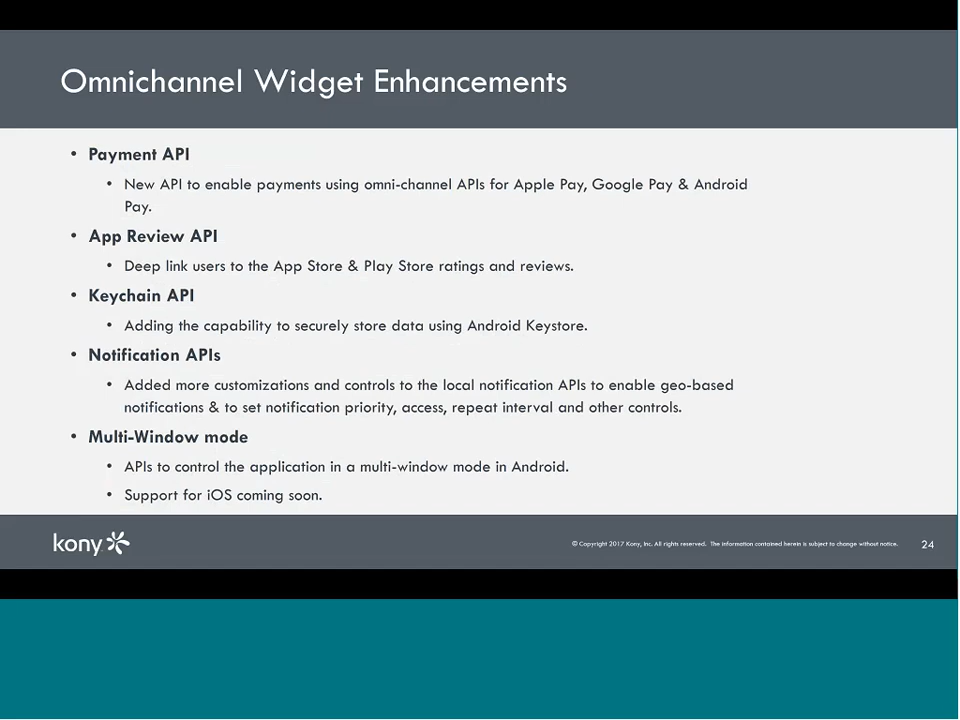 Omnichannel Widget Enhancements
• Payment API
• New API to enable payments using omni-channel APIs for Apple Pay, Google Pay & Android
Pay.
• App Review API
• Deep link users to the App Store & Play Store ratings and reviews.
• Keychain API
• Adding the capability to securely store data using Android Keystore.
• Notification APIs
• Added more customizations and controls to the local notification APIs to enable geo-based
notifications & to set notification priority, access, repeat interval and other controls.
• Multi-Window mode
• APIs to control the application in a multi-window mode in Android.
• Support for iOS coming soon.
kony
© Copyright 2017 Kony, Inc. All rights reserved. The information contained herein is subject to change without notice.
24